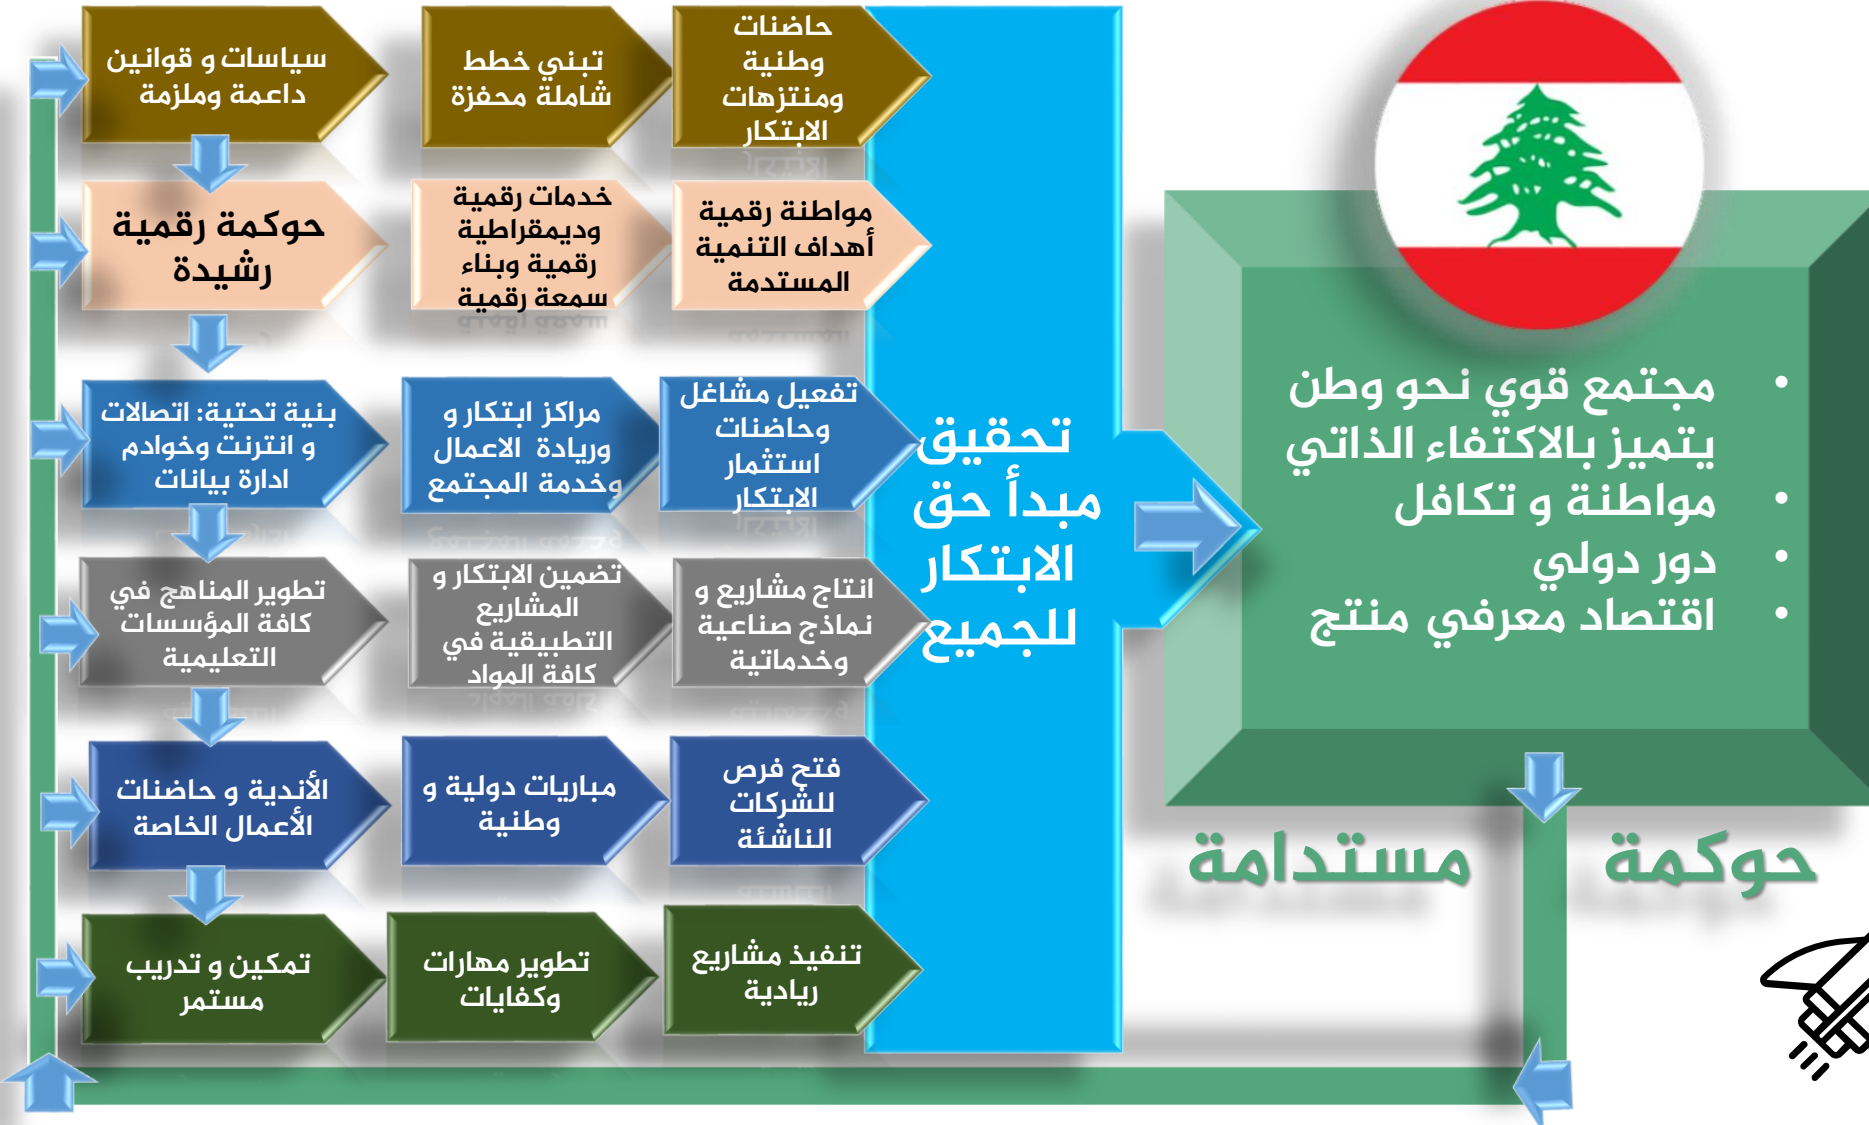 سياسات و قوانين
داعمة وملزمة
تبني خطط
شاملة محفزة
حاضنات
وطنية
ومنتزهات
الابتكار
حوكمة رقمية
رشيدة
خدمات رقمية
وديمقراطية
رقمية وبناء
سمعة رقمية
مواطنة رقمية
أهداف التنمية
المستدمة
بنية تحتية: اتصالات
و انترنت وخوادم
ادارة بيانات
مراكز ابتكار و
وريادة الاعمال
وخدمة المجتمع
تفعيل مشاغل
وحاضنات
استثمار
الابتكار
تطوير المناهج في
كافة المؤسسات
التعليمية
تضمين الابتكار و
المشاريع
التطبيقية في
كافة المواد
انتاج مشاريع و
نماذج صناعية
وخدماتية
الأندية و حاضنات
الأعمال الخاصة
مباريات دولية و
وطنية
فتح فرص
للشركات
الناشئة
تمكين و تدريب
مستمر
تطوير مهارات
وكفايات
تنفيذ مشاريع
ريادية
تحقيق
مبدأ حق
الابتكار
للجميع
• مجتمع قوي نحو وطن
يتميز بالاكتفاء الذاتي
• مواطنة و تكافل
• دور دولي
• اقتصاد معرفي منتج
حوكمة مستدامة